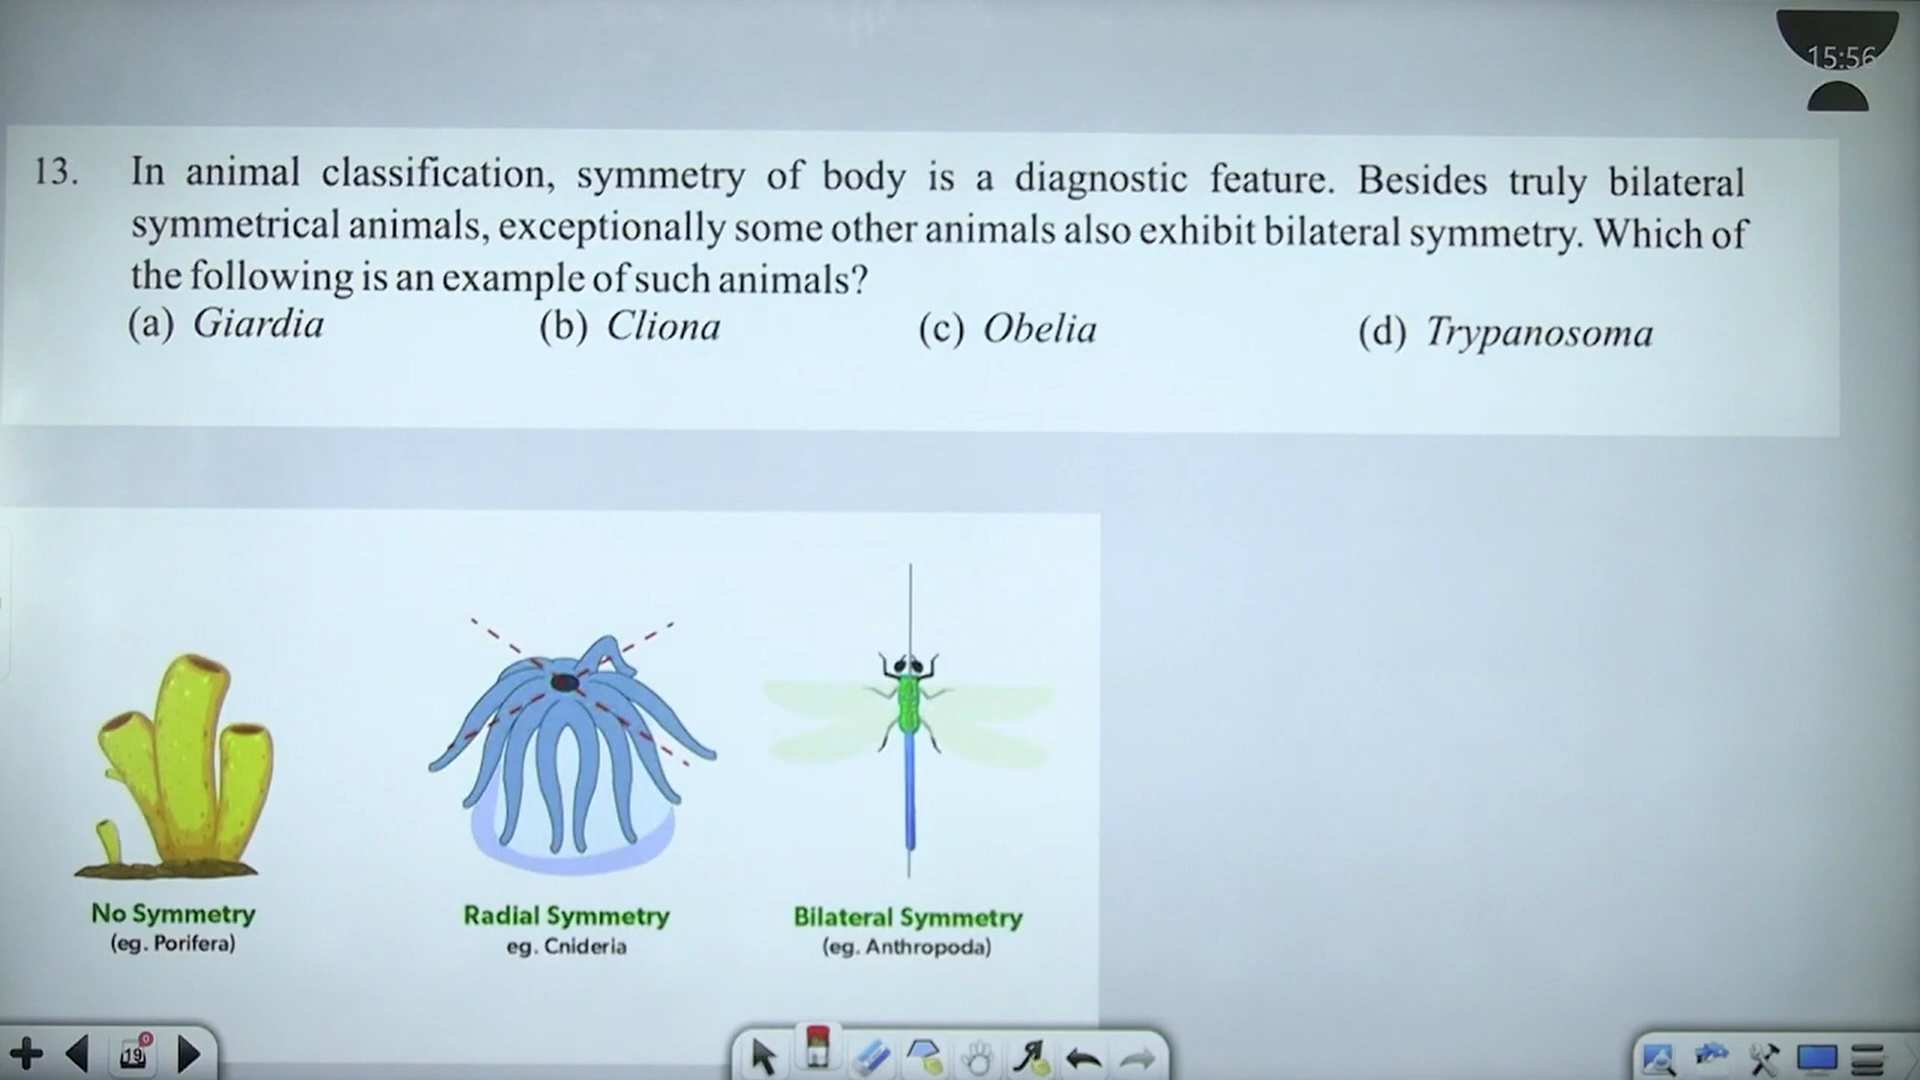 15:56
13. In animal classification, symmetry of body is a diagnostic feature. Besides truly bilateral
symmetrical animals, exceptionally some other animals also exhibit bilateral symmetry. Which of
the following is an example of such animals?
(a) Giardia (b) Cliona (c) Obelia (d) Trypanosoma
No Symmetry
(eg. Porifera)
Radial Symmetry
eg. Cnideria
Bilateral Symmetry
(eg. Anthropoda)
19
0